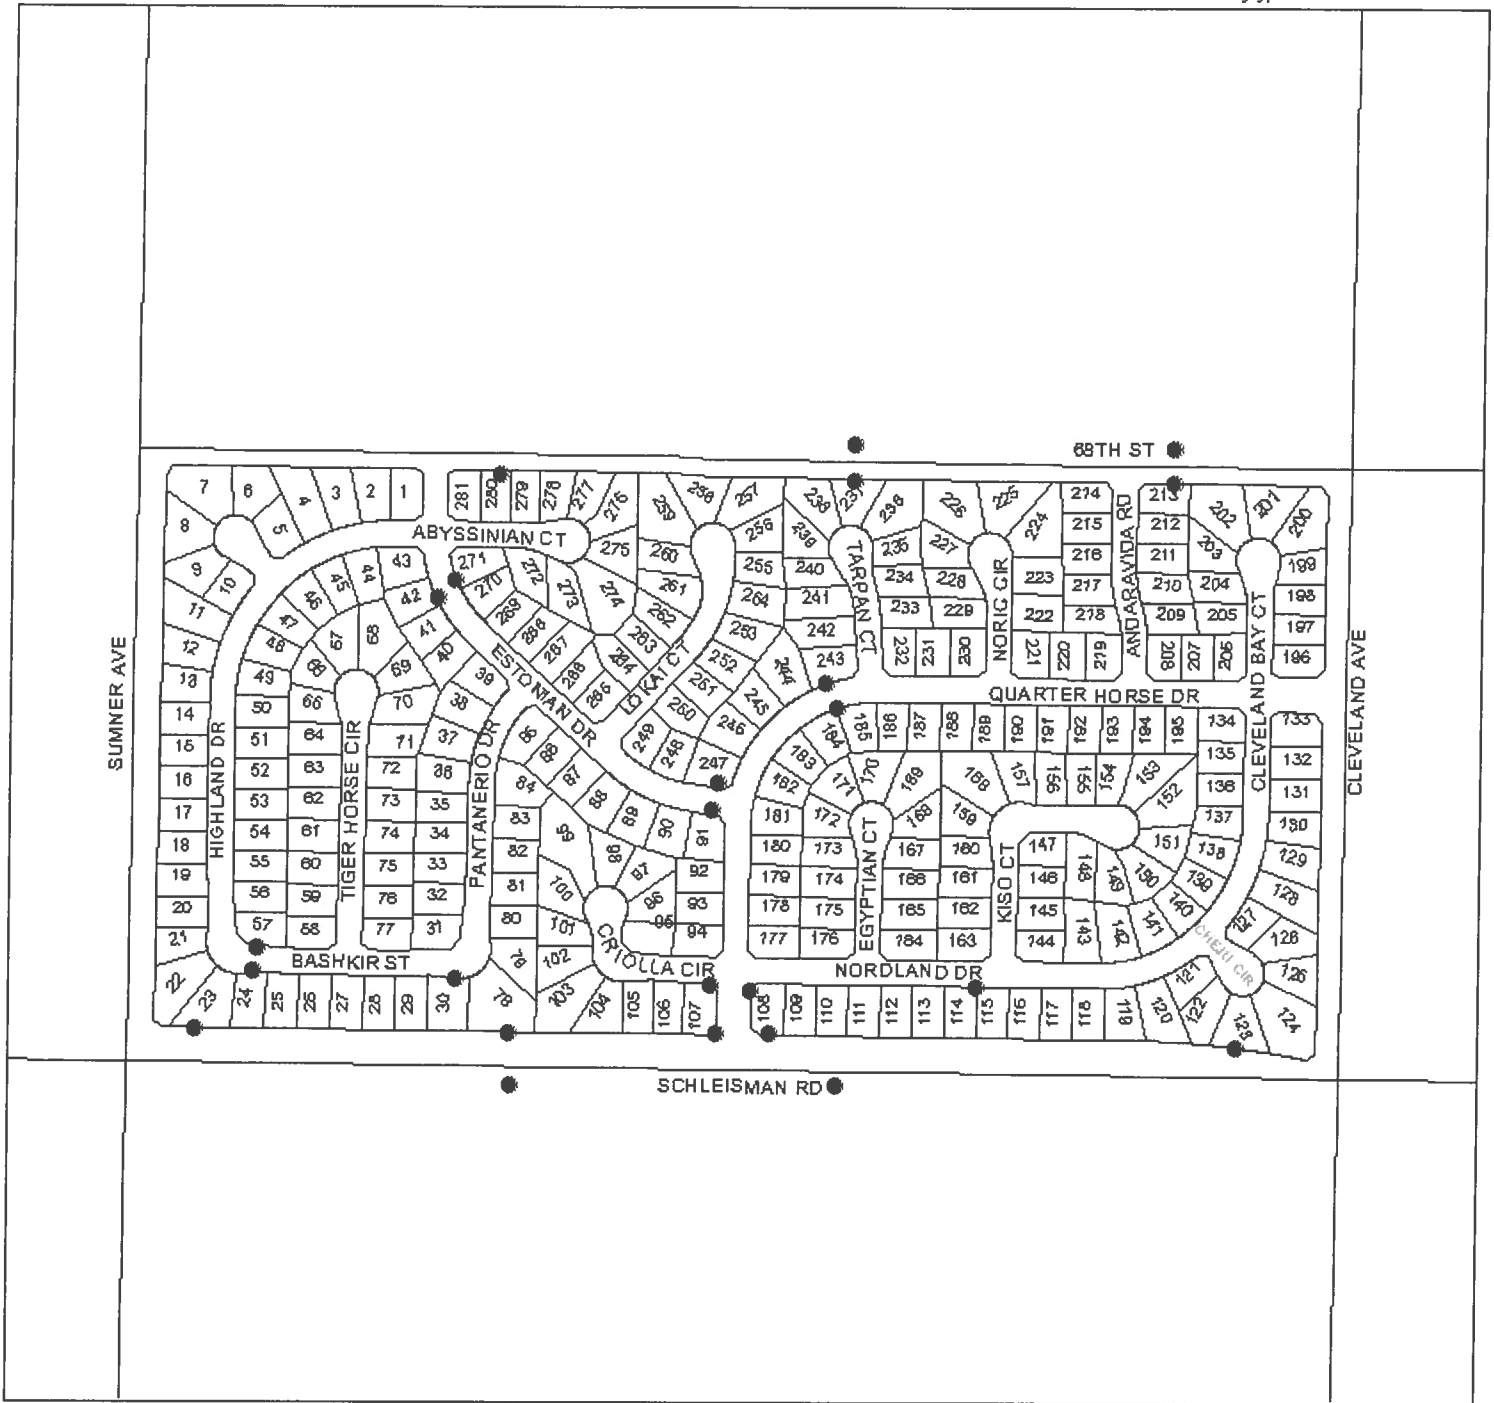 68TH ST
7 6 4 3 2 1 281 280 279 278 277 276 259 258 257 238 237 236 226 225 214 213 202 201 200
8 5 ABYSSINIAN CT 275 260 256 239 235 227 224 215 212 203
9 10 43 44 45 46 271 270 272 273 274 261 255 240 234 228 223 216 211 199
11 47 42 269 262 254 241 233 229 222 217 210 204 198
12 48 67 68 41 268 263 253 242 218 209 205 197
13 49 66 69 40 39 267 264 252 244 243 232 231 230 221 220 219 208 207 206 196
SUMNER AVE
HIGHLAND DR
TIGER HORSE CIR
PANTANERIO DR
ESTONIAN DR
LOKAI CT
TARPAN CT
NORIC CIR
ANDARAVIDA RD
CLEVELAND BAY CT
CLEVELAND AVE
QUARTER HORSE DR
14 50 65 70 38 266 265 251 250 245 246 249 248 247
184 185 186 187 188 189 190 191 192 193 194 195 134 133
15 51 64 71 37 85 86 183 171 170 169 168 157 156 155 154 153 135 132
16 52 63 72 36 84 87 88 182 158 159 152 136 131
17 53 62 73 35 83 89 90 91 181 172 137 130
18 54 61 74 34 82 99 98 97 92 180 173 167 160 147 148 149 150 151 138 129
19 55 60 75 33 81 100 96 93 179 174 166 161 146 139 128
20 56 59 76 32 80 101 95 94 178 175 165 162 145 140 127
21 57 58 77 31 79 102 177 176 164 163 144 143 142 141 126
EGYPTIAN CT
KISO CT
CRIOLLA CIR
CHEJU CIR
BASHKIR ST
NORDLAND DR
22 23 24 25 26 27 28 29 30 78 103 104 105 106 107 108 109 110 111 112 113 114 115 116 117 118 119 120 121 122 123 124 125
SCHLEISMAN RD